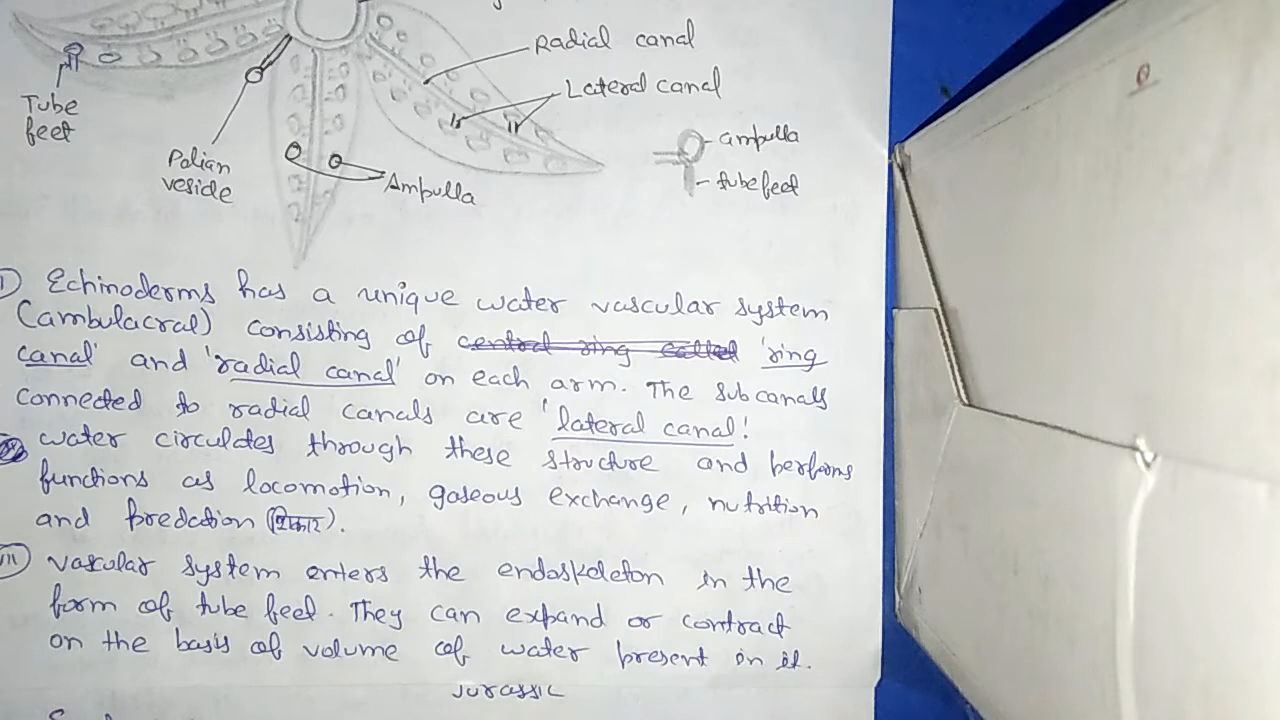 Radial canal
Lateral canal
Tube
feet
Polian
veside
Ampulla
ampulla
tube feet
I) Echinoderms has a unique water vascular system
(ambulacral) consisting of central ring called 'ring
canal' and 'radial canal' on each arm. The subcanals
connected to radial canals are 'lateral canal'.
water circulates through these structure and berforms
functions as locomotion, gaseous exchange, nutrition
and bredation (शिकार).
III) vascular system enters the endoskeleton in the
form of tube feet. They can expand or contract
on the basis of volume of water present in it.
JURASSIC